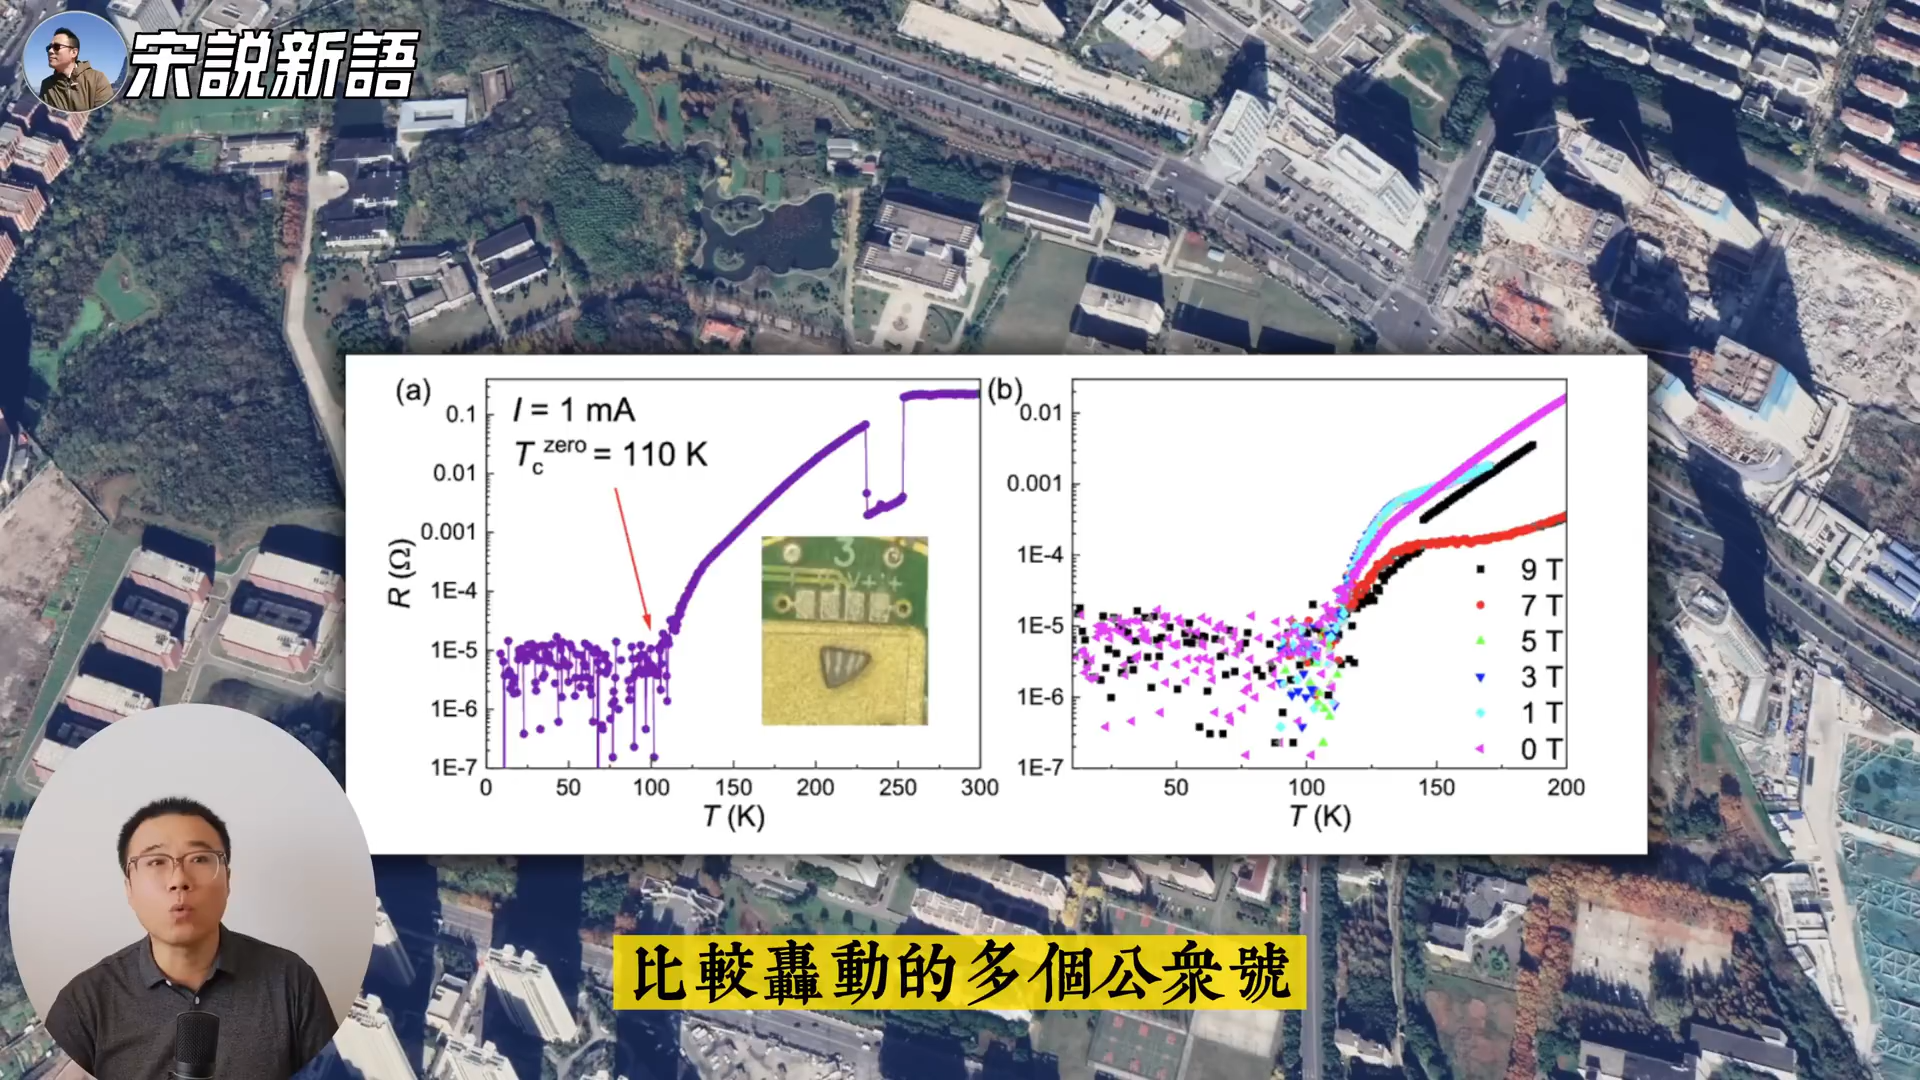 宋説新語
(a)
I = 1 mA
Tc zero = 110 K
R (Ω)
0.1
0.01
0.001
1E-4
1E-5
1E-6
1E-7
0 50 100 150 200 250 300
T (K)
3
V+
(b)
0.01
0.001
1E-4
1E-5
1E-6
1E-7
9 T
7 T
5 T
3 T
1 T
0 T
50 100 150 200
T (K)
比較轟動的多個公衆號